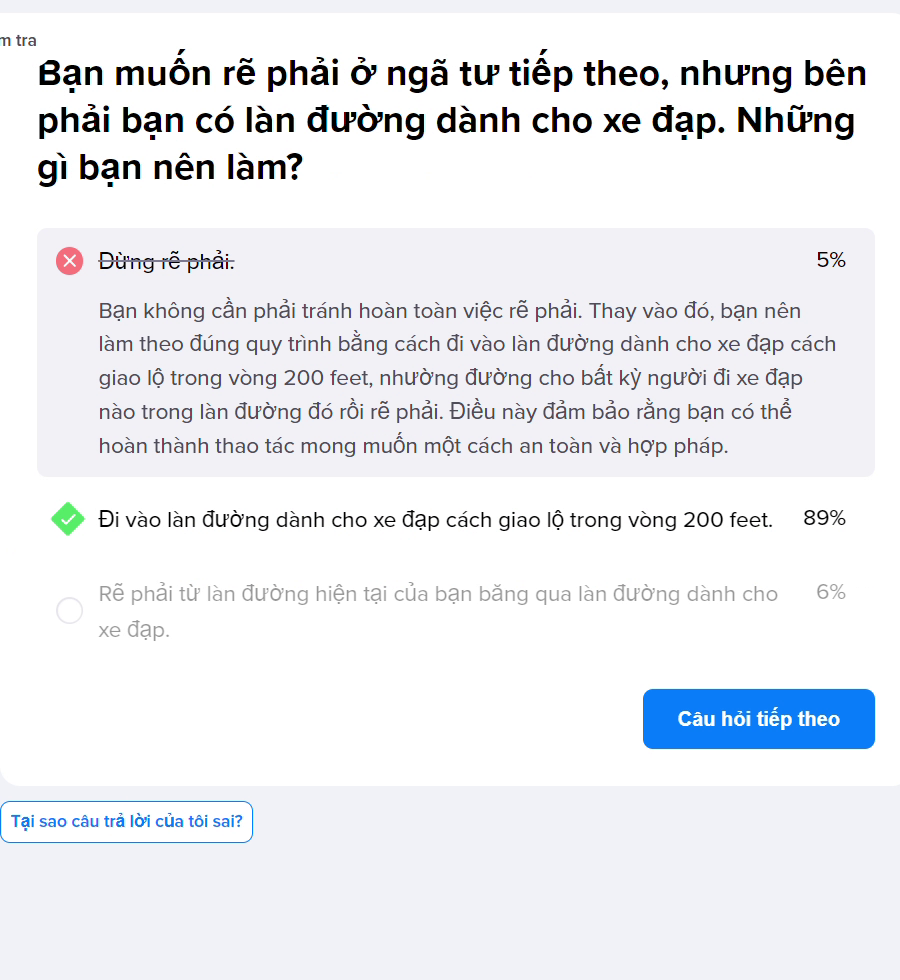 m tra
Bạn muốn rẽ phải ở ngã tư tiếp theo, nhưng bên
phải bạn có làn đường dành cho xe đạp. Những
gì bạn nên làm?
Dừng rẽ phải.
5%
Bạn không cần phải tránh hoàn toàn việc rẽ phải. Thay vào đó, bạn nên
làm theo đúng quy trình bằng cách đi vào làn đường dành cho xe đạp cách
giao lộ trong vòng 200 feet, nhường đường cho bất kỳ người đi xe đạp
nào trong làn đường đó rồi rẽ phải. Điều này đảm bảo rằng bạn có thể
hoàn thành thao tác mong muốn một cách an toàn và hợp pháp.
Đi vào làn đường dành cho xe đạp cách giao lộ trong vòng 200 feet.
89%
Rẽ phải từ làn đường hiện tại của bạn băng qua làn đường dành cho
xe đạp.
6%
Câu hỏi tiếp theo
Tại sao câu trả lời của tôi sai?